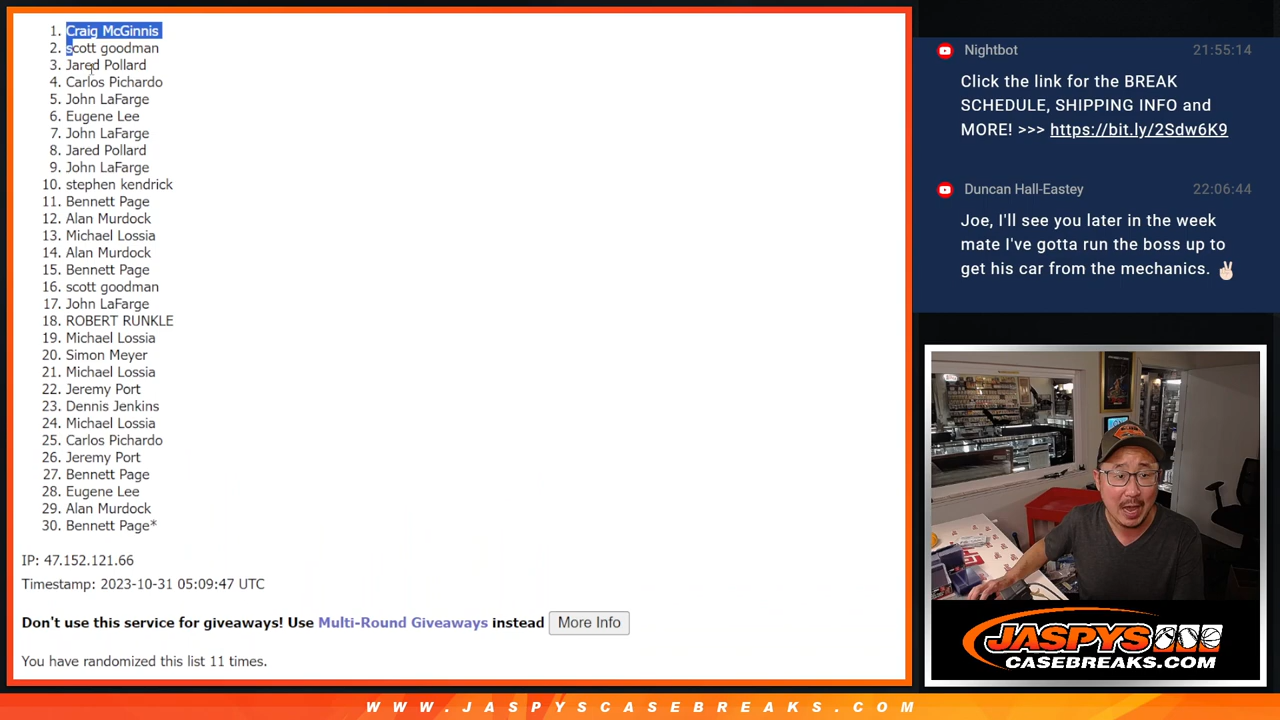 1. Craig McGinnis
2. scott goodman
3. Jared Pollard
4. Carlos Pichardo
5. John LaFarge
6. Eugene Lee
7. John LaFarge
8. Jared Pollard
9. John LaFarge
10. stephen kendrick
11. Bennett Page
12. Alan Murdock
13. Michael Lossia
14. Alan Murdock
15. Bennett Page
16. scott goodman
17. John LaFarge
18. ROBERT RUNKLE
19. Michael Lossia
20. Simon Meyer
21. Michael Lossia
22. Jeremy Port
23. Dennis Jenkins
24. Michael Lossia
25. Carlos Pichardo
26. Jeremy Port
27. Bennett Page
28. Eugene Lee
29. Alan Murdock
30. Bennett Page*
IP: 47.152.121.66
Timestamp: 2023-10-31 05:09:47 UTC
Don't use this service for giveaways! Use Multi-Round Giveaways instead More Info
You have randomized this list 11 times.
Nightbot 21:55:14
Click the link for the BREAK
SCHEDULE, SHIPPING INFO and
MORE! >>> https://bit.ly/2Sdw6K9
Duncan Hall-Eastey 22:06:44
Joe, I'll see you later in the week
mate I've gotta run the boss up to
get his car from the mechanics. ✌🏻
JASPYS
CASEBREAKS.COM
WWW.JASPYSCASEBREAKS.COM